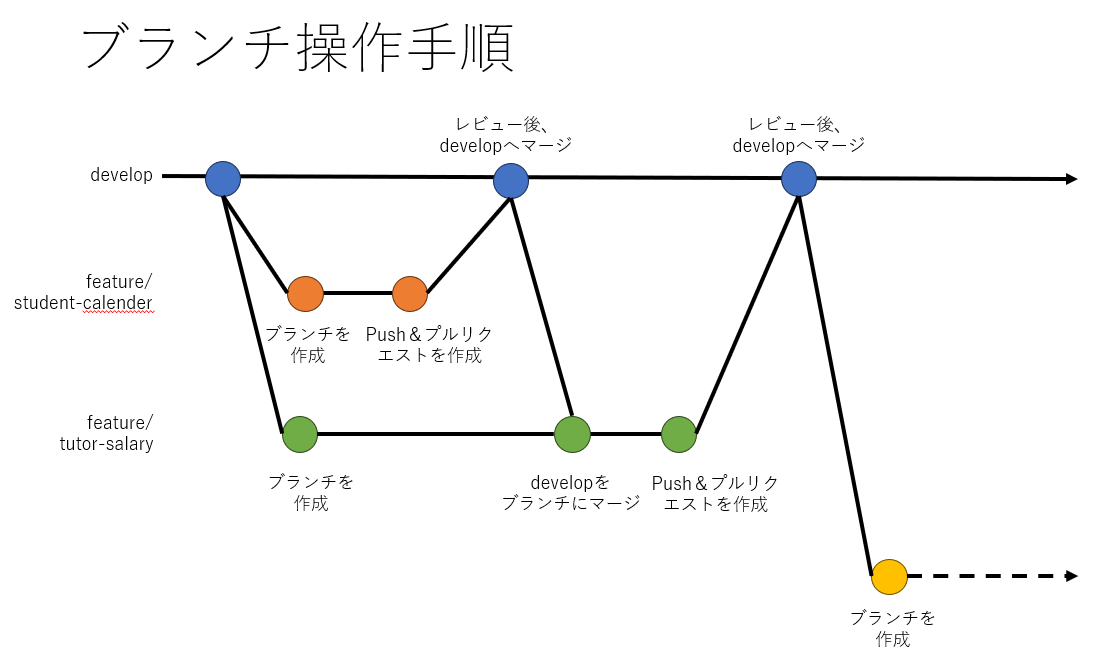 ブランチ操作手順
レビュー後、
developへマージ
レビュー後、
developへマージ
develop
feature/
student-calender
ブランチを
作成
Push＆プルリク
エストを作成
feature/
tutor-salary
ブランチを
作成
developを
ブランチにマージ
Push＆プルリク
エストを作成
ブランチを
作成